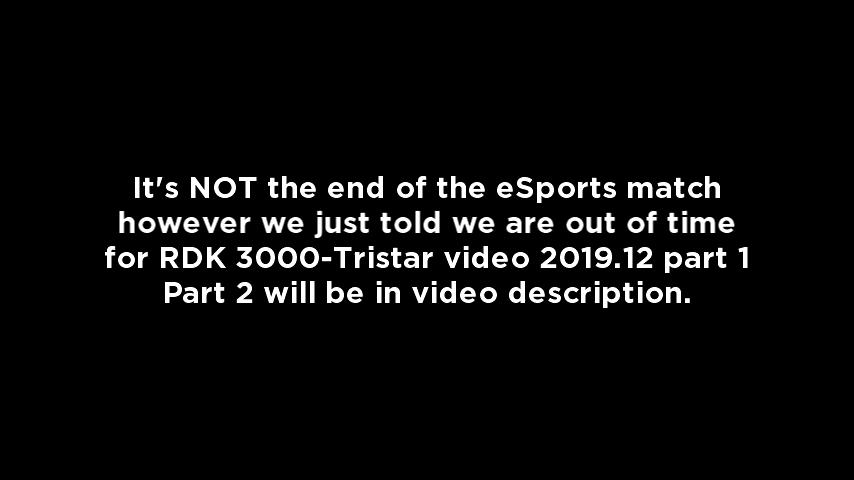 It's NOT the end of the eSports match
however we just told we are out of time
for RDK 3000-Tristar video 2019.12 part 1
Part 2 will be in video description.